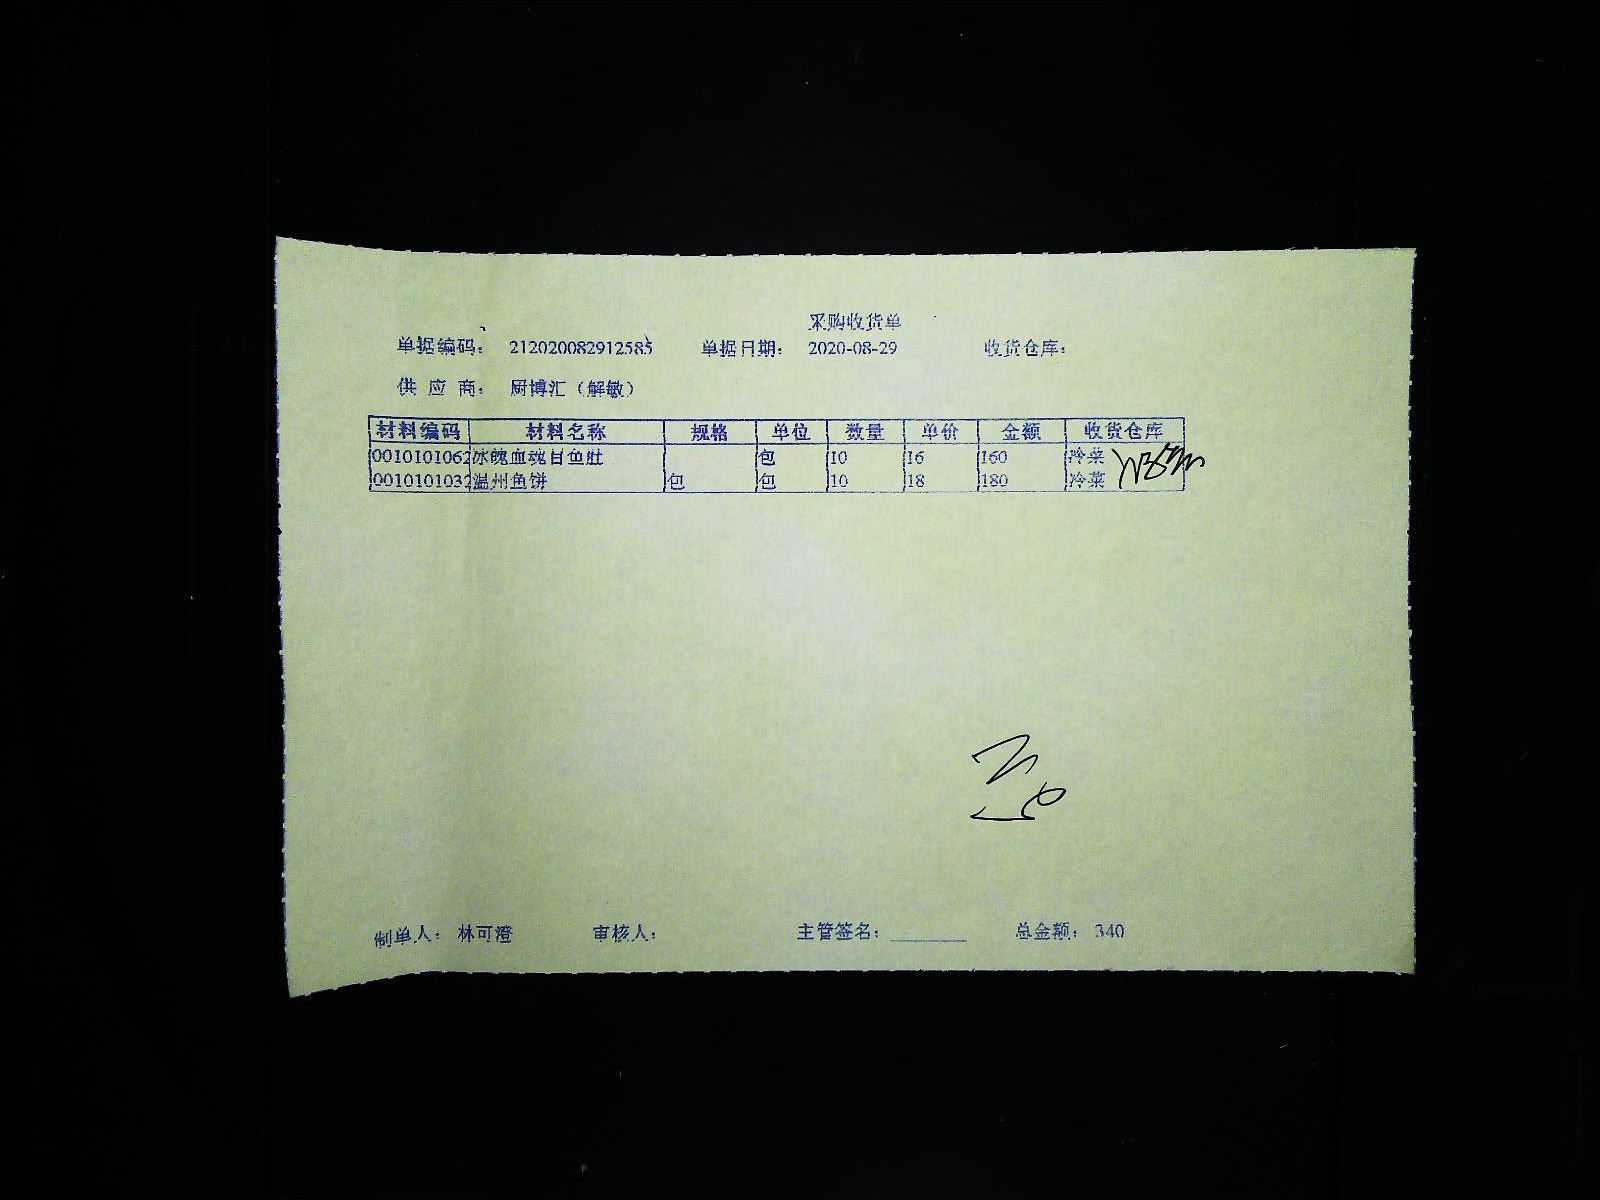 采购收货单
单据编码： 212020082912585 单据日期： 2020-08-29 收货仓库：
供应商： 厨博汇（解敏）
材料编码 材料名称 规格 单位 数量 单价 金额 收货仓库
0010101062 冰魄血魂目鱼肚 包 10 16 160 冷菜
0010101032 温州鱼饼 包 包 10 18 180 冷菜
制单人： 林可澄 审核人： 主管签名： 总金额： 340